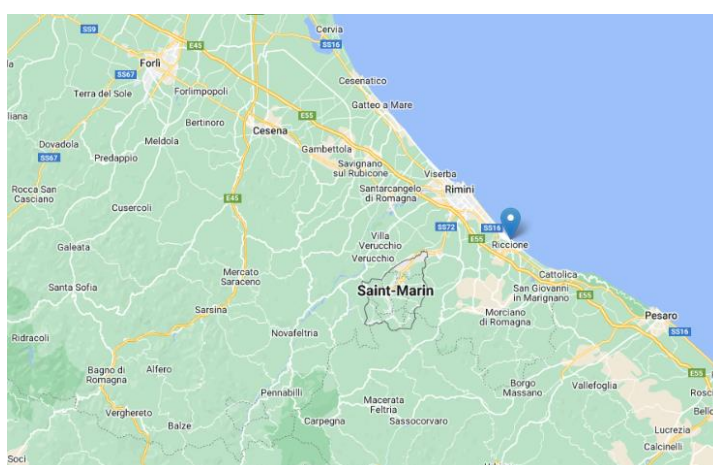 Cervia
SS9
E45
SS16
Forlì
Cesenatico
SS67
Terra del Sole
Forlimpopoli
Gatteo a Mare
E55
Bertinoro
Cesena
Meldola
Gambettola
Dovadola
SS67
Predappio
Savignano
sul Rubicone
Viserba
Rocca San
Casciano
E45
Santarcangelo
di Romagna
Rimini
Cusercoli
SS72
SS16
E55
Riccione
Villa
Verucchio
Galeata
Verucchio
Mercato
Saraceno
Cattolica
Santa Sofia
Saint-Marin
San Giovanni
in Marignano
E55
Sarsina
Morciano
di Romagna
Pesaro
Novafeltria
SS16
Ridracoli
Bagno di
Romagna
Alfero
E55
Pennabilli
Borgo
Massano
Vallefoglia
Macerata
Feltria
Verghereto
Balze
Carpegna
Sassocorvaro
Lucrezia
Calcinelli
Soci